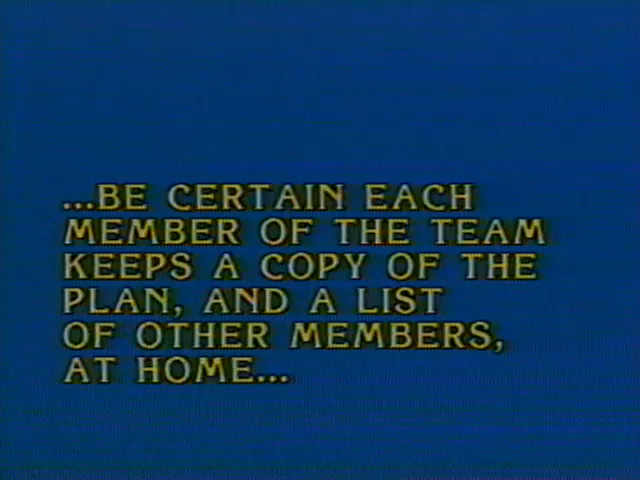 ...BE CERTAIN EACH
MEMBER OF THE TEAM
KEEPS A COPY OF THE
PLAN, AND A LIST
OF OTHER MEMBERS,
AT HOME...